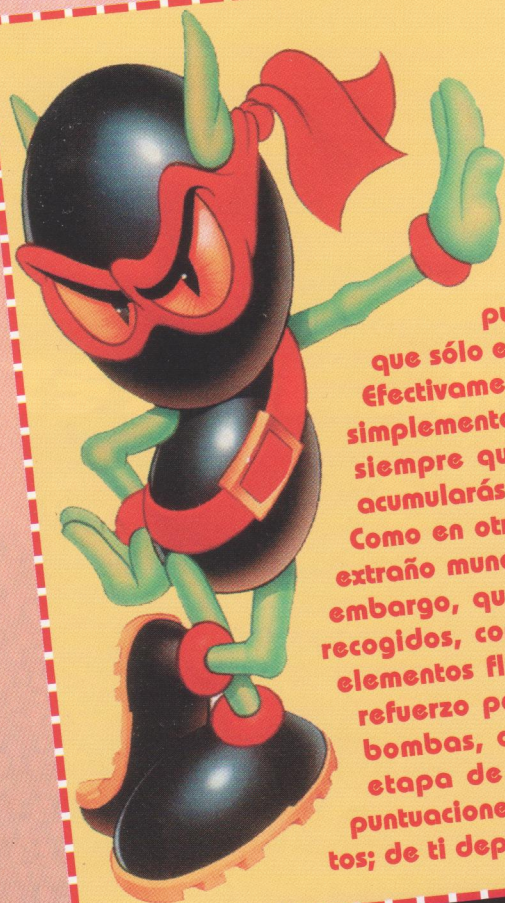 pu
que sólo e
Efectivame
simplemente
siempre qu
acumularás
Como en otr
extraño mund
embargo, qu
recogidos, co
elementos fl
refuerzo pa
bombas, 
etapa de
puntuacione
tos; de ti dep